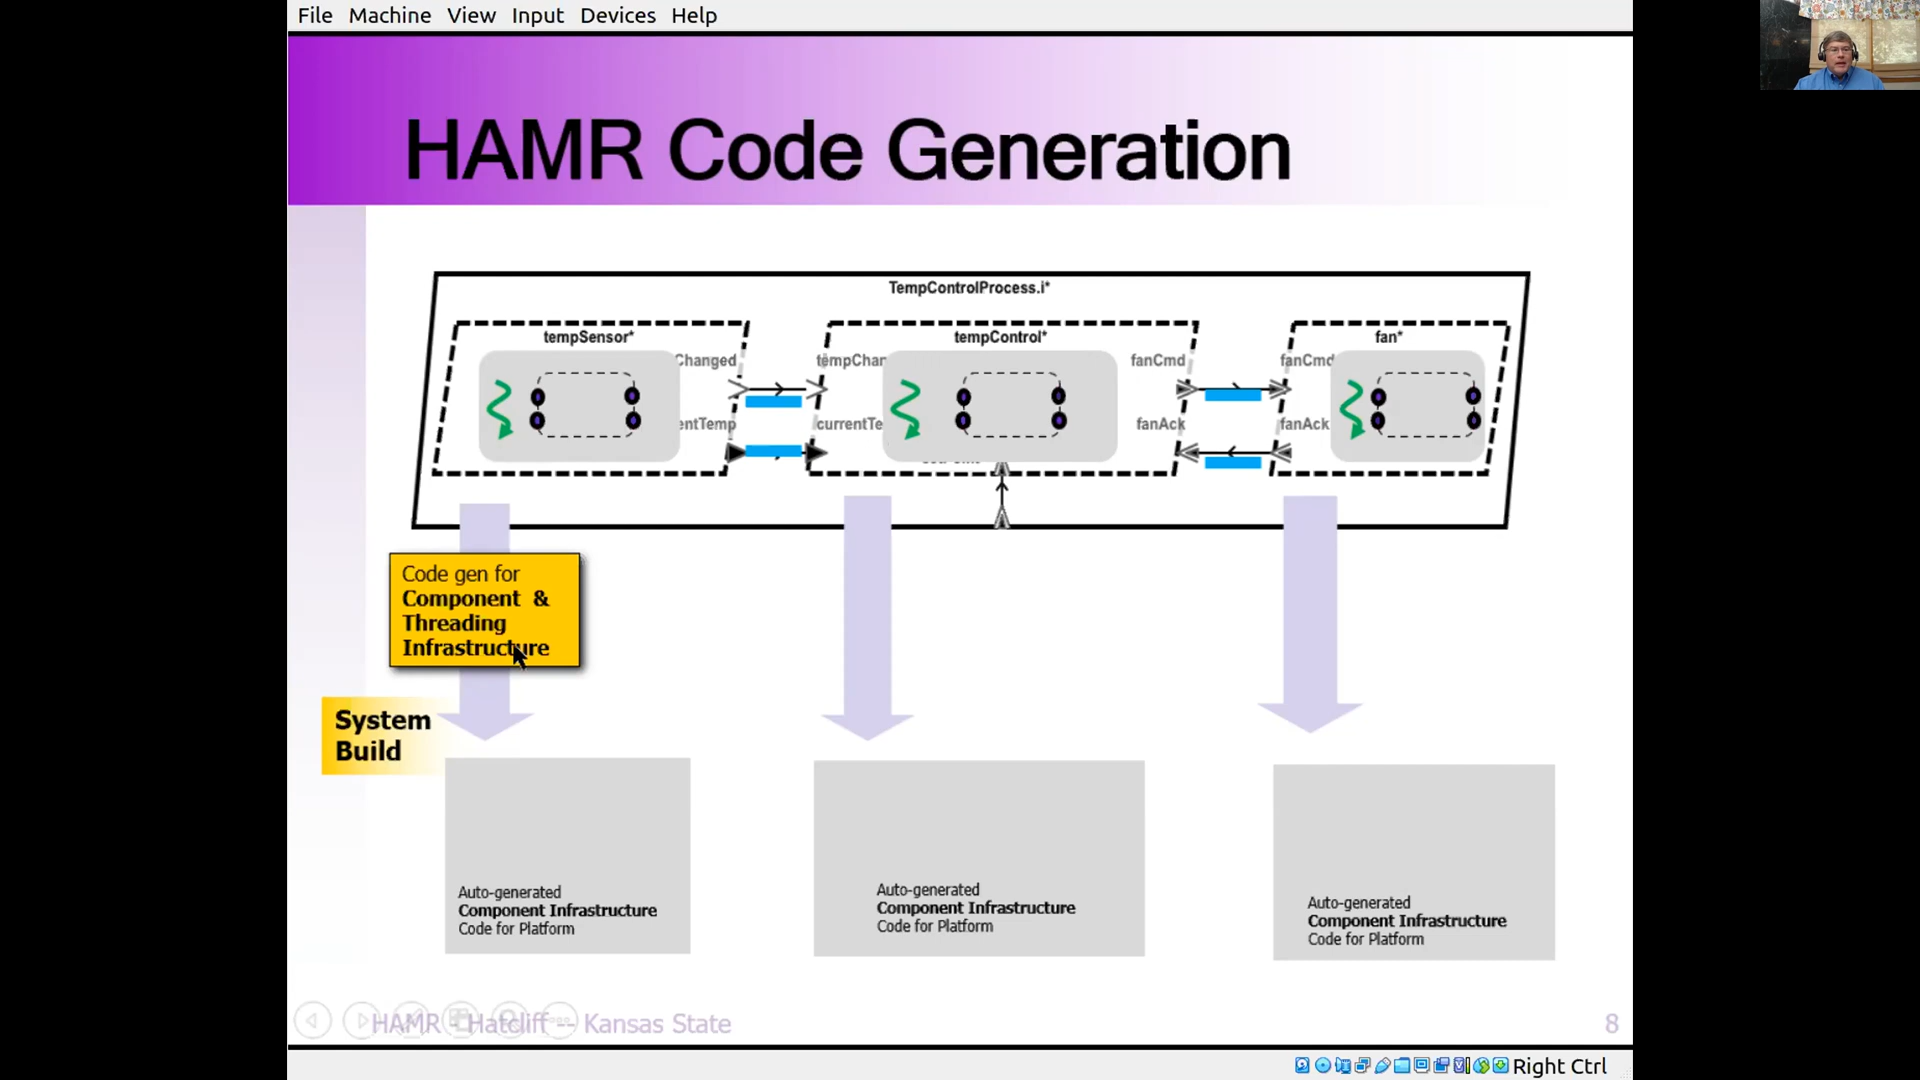 File Machine View Input Devices Help
HAMR Code Generation
TempControlProcess.i*
tempSensor*
tempControl*
fan*
Changed
tempChan
fanCmd
fanCmd
entTemp
currentTe
fanAck
fanAck
Code gen for
Component &
Threading
Infrastructure
System
Build
Auto-generated
Component Infrastructure
Code for Platform
Auto-generated
Component Infrastructure
Code for Platform
Auto-generated
Component Infrastructure
Code for Platform
HAMR - Hatcliff -- Kansas State
8
Right Ctrl